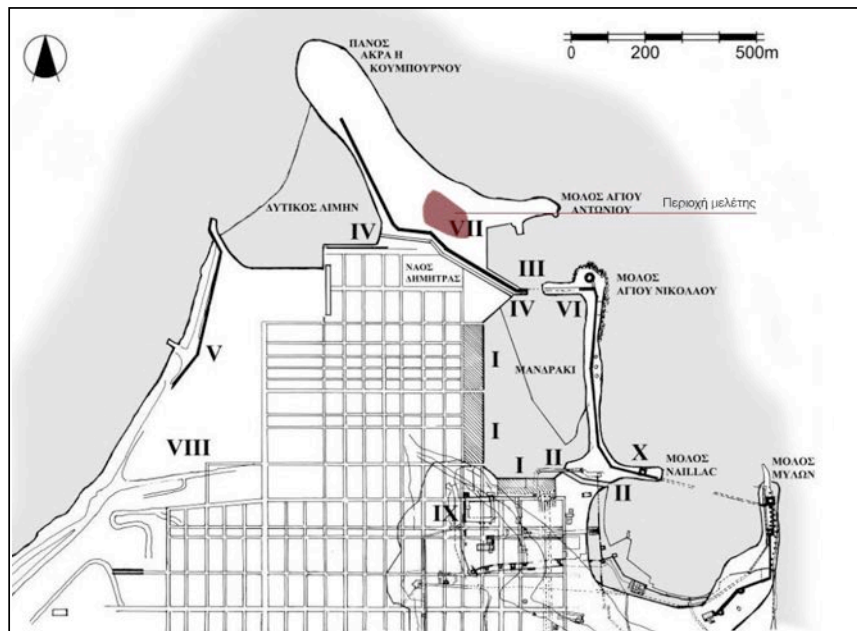 ΠΑΝΟΣ
ΑΚΡΑ Η
ΚΟΥΜΠΟΥΡΝΟΥ
0 200 500m
ΜΟΛΟΣ ΑΓΙΟΥ
ΑΝΤΩΝΙΟΥ
Περιοχή μελέτης
ΔΥΤΙΚΟΣ ΛΙΜΗΝ
IV
VII
ΝΑΟΣ
ΔΗΜΗΤΡΑΣ
III
ΜΟΛΟΣ
ΑΓΙΟΥ ΝΙΚΟΛΑΟΥ
IV
VI
V
I
ΜΑΝΔΡΑΚΙ
I
VIII
II
I
X
ΜΟΛΟΣ
NAILLAC
ΜΟΛΟΣ
ΜΥΛΩΝ
II
IX